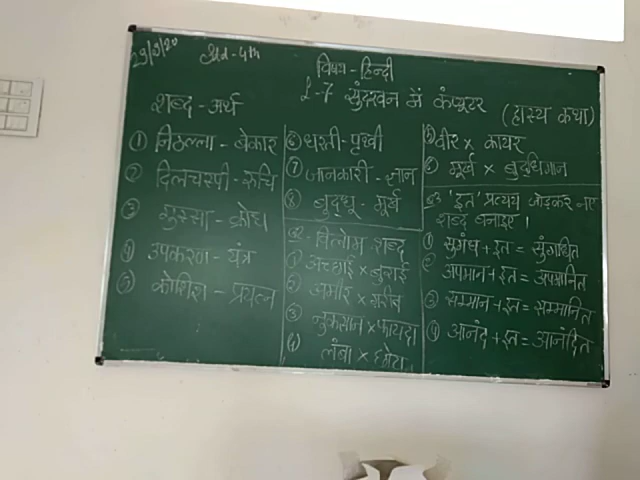 29/9/20
Std - 4th
विषय - हिन्दी
L-7 सुंदरवन में कंप्यूटर (हास्य कथा)
शब्द - अर्थ
① निठल्ला - बेकार
② दिलचस्पी - रुचि
③ गुस्सा - क्रोध
④ उपकरण - यंत्र
⑤ कोशिश - प्रयत्न
⑥ धरती - पृथ्वी
⑦ जानकारी - ज्ञान
⑧ बुद्धू - मूर्ख
Q2 - विलोम शब्द
① अच्छाई × बुराई
② अमीर × गरीब
③ नुकसान × फायदा
④ लंबा × छोटा
⑤ वीर × कायर
⑥ मूर्ख × बुद्धिमान
Q3 'इत' प्रत्यय जोड़कर नए
शब्द बनाइए।
① सुगंध + इत = सुगंधित
② अपमान + इत = अपमानित
③ सम्मान + इत = सम्मानित
④ आनंद + इत = आनंदित